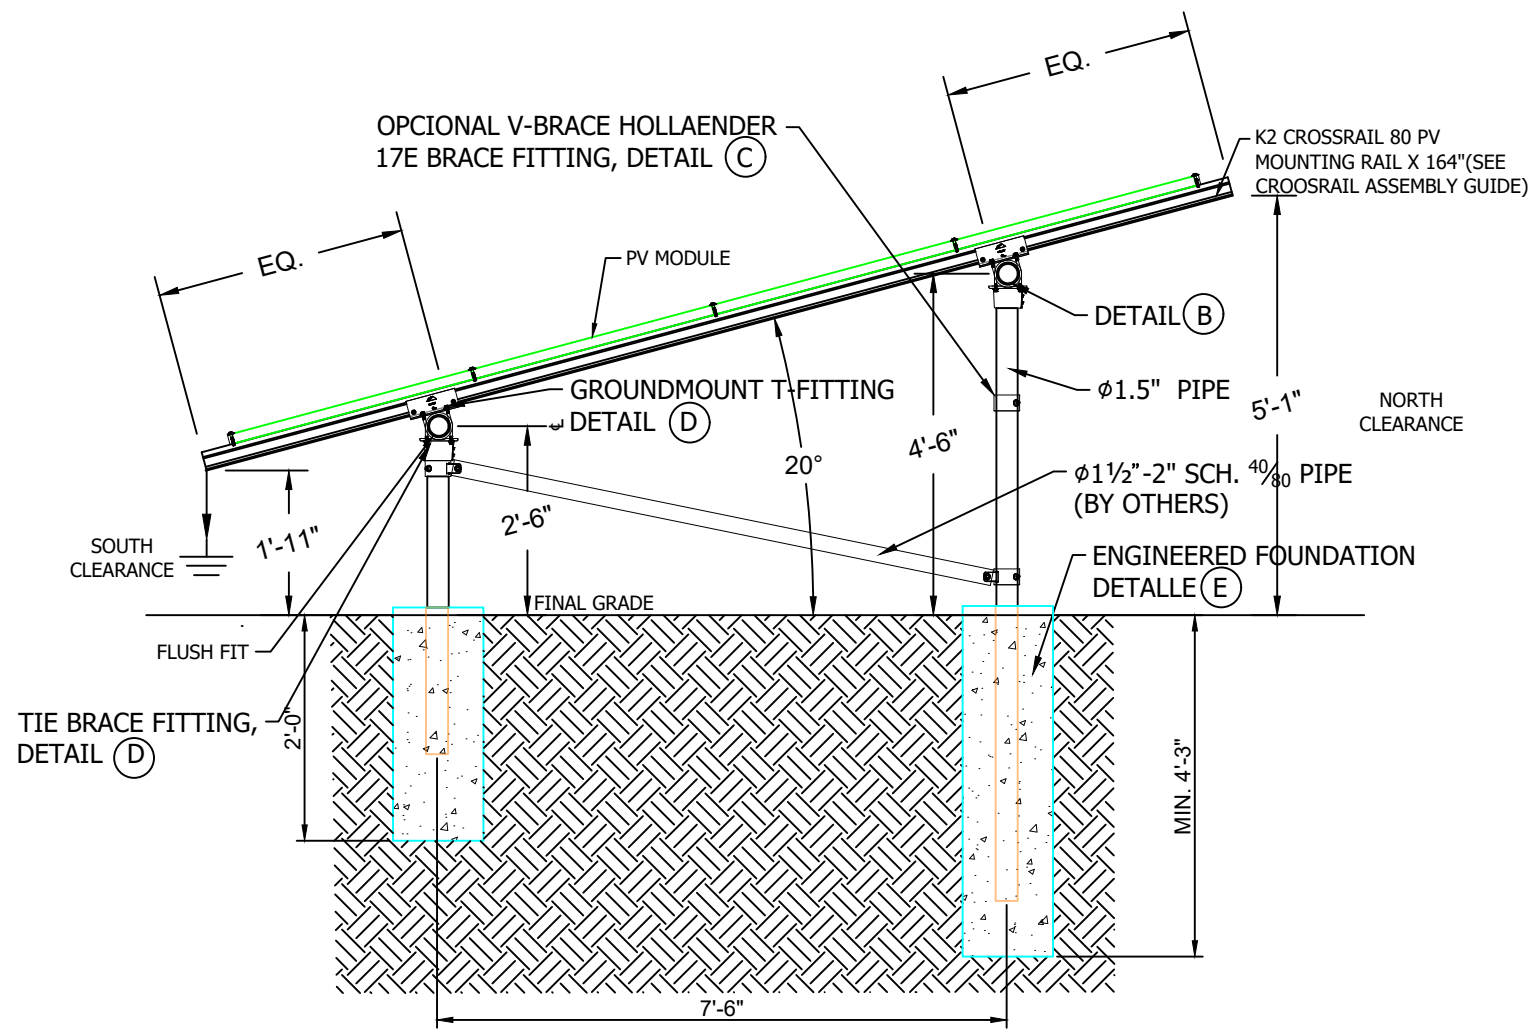 EQ.
OPCIONAL V-BRACE HOLLAENDER
17E BRACE FITTING, DETAIL C
K2 CROSSRAIL 80 PV
MOUNTING RAIL X 164"(SEE
CROOSRAIL ASSEMBLY GUIDE)
EQ.
PV MODULE
DETAIL B
GROUNDMOUNT T-FITTING
℄ DETAIL D
ø1.5" PIPE
5'-1"
NORTH
CLEARANCE
4'-6"
20°
ø1½"-2" SCH. 40/80 PIPE
(BY OTHERS)
2'-6"
1'-11"
SOUTH
CLEARANCE
ENGINEERED FOUNDATION
DETALLE E
FINAL GRADE
FLUSH FIT
TIE BRACE FITTING,
DETAIL D
2'-0"
MIN. 4'-3"
7'-6"